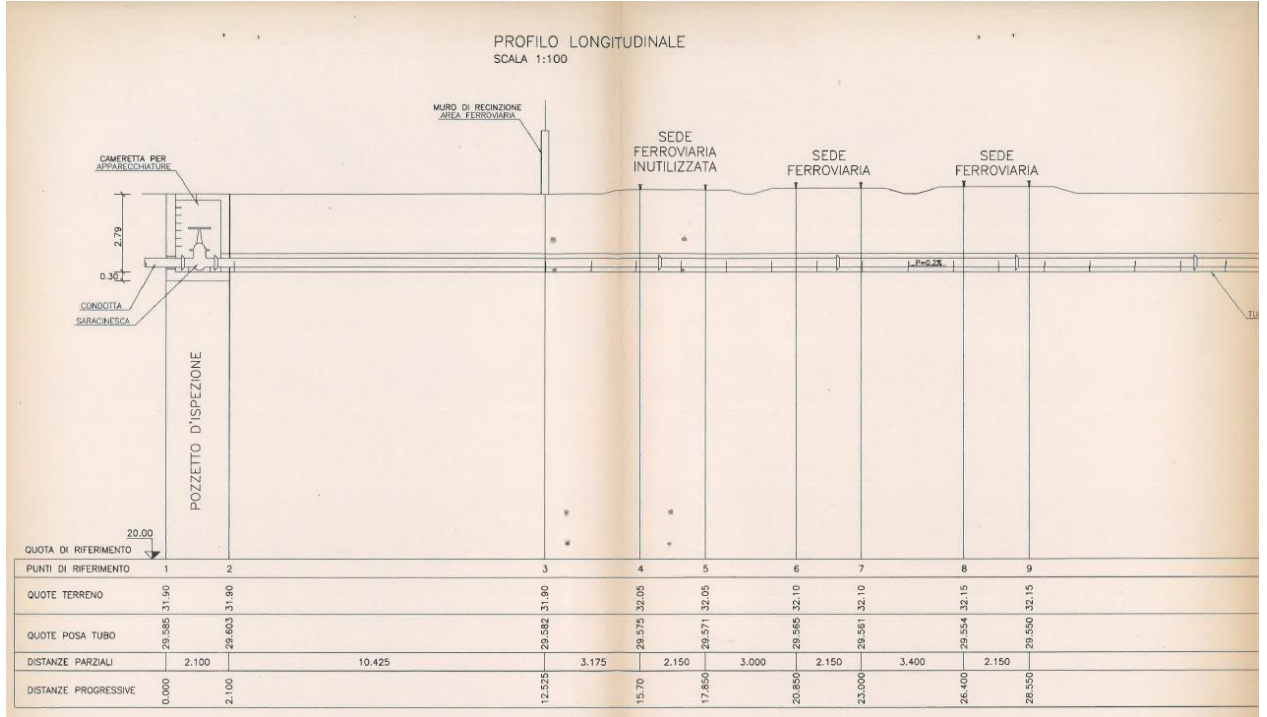 PROFILO LONGITUDINALE
SCALA 1:100
MURO DI RECINZIONE
AREA FERROVIARIA
SEDE
FERROVIARIA
INUTILIZZATA
SEDE
FERROVIARIA
SEDE
FERROVIARIA
CAMERETTA PER
APPARECCHIATURE
2.79
0.30
P=0.2%
CONDOTTA
SARACINESCA
POZZETTO D'ISPEZIONE
20.00
QUOTA DI RIFERIMENTO
PUNTI DI RIFERIMENTO 1 2 3 4 5 6 7 8 9
QUOTE TERRENO 31.90 31.90 31.90 32.05 32.05 32.10 32.10 32.15 32.15
QUOTE POSA TUBO 29.585 29.603 29.582 29.575 29.571 29.565 29.561 29.554 29.550
DISTANZE PARZIALI 2.100 10.425 3.175 2.150 3.000 2.150 3.400 2.150
DISTANZE PROGRESSIVE 0.000 2.100 12.525 15.70 17.850 20.850 23.000 26.400 28.550